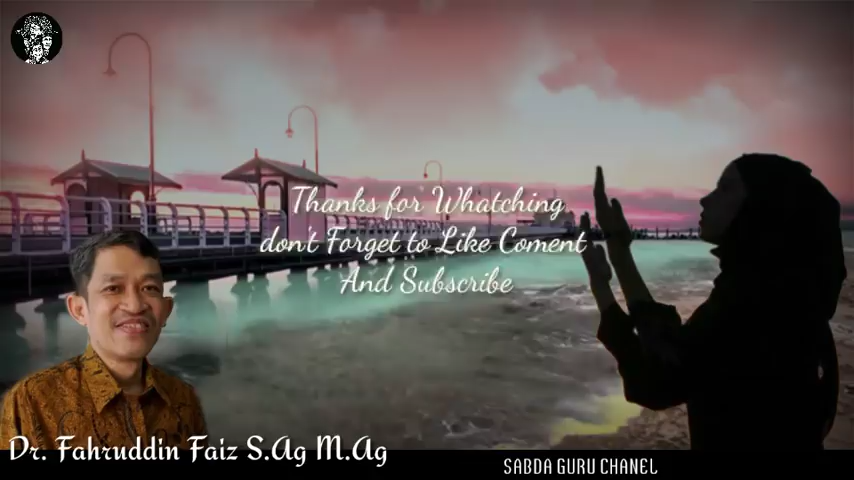 Thanks for Whatching
don't Forget to Like Coment
And Subscribe
Dr. Fahruddin Faiz S.Ag M.Ag
SABDA GURU CHANEL